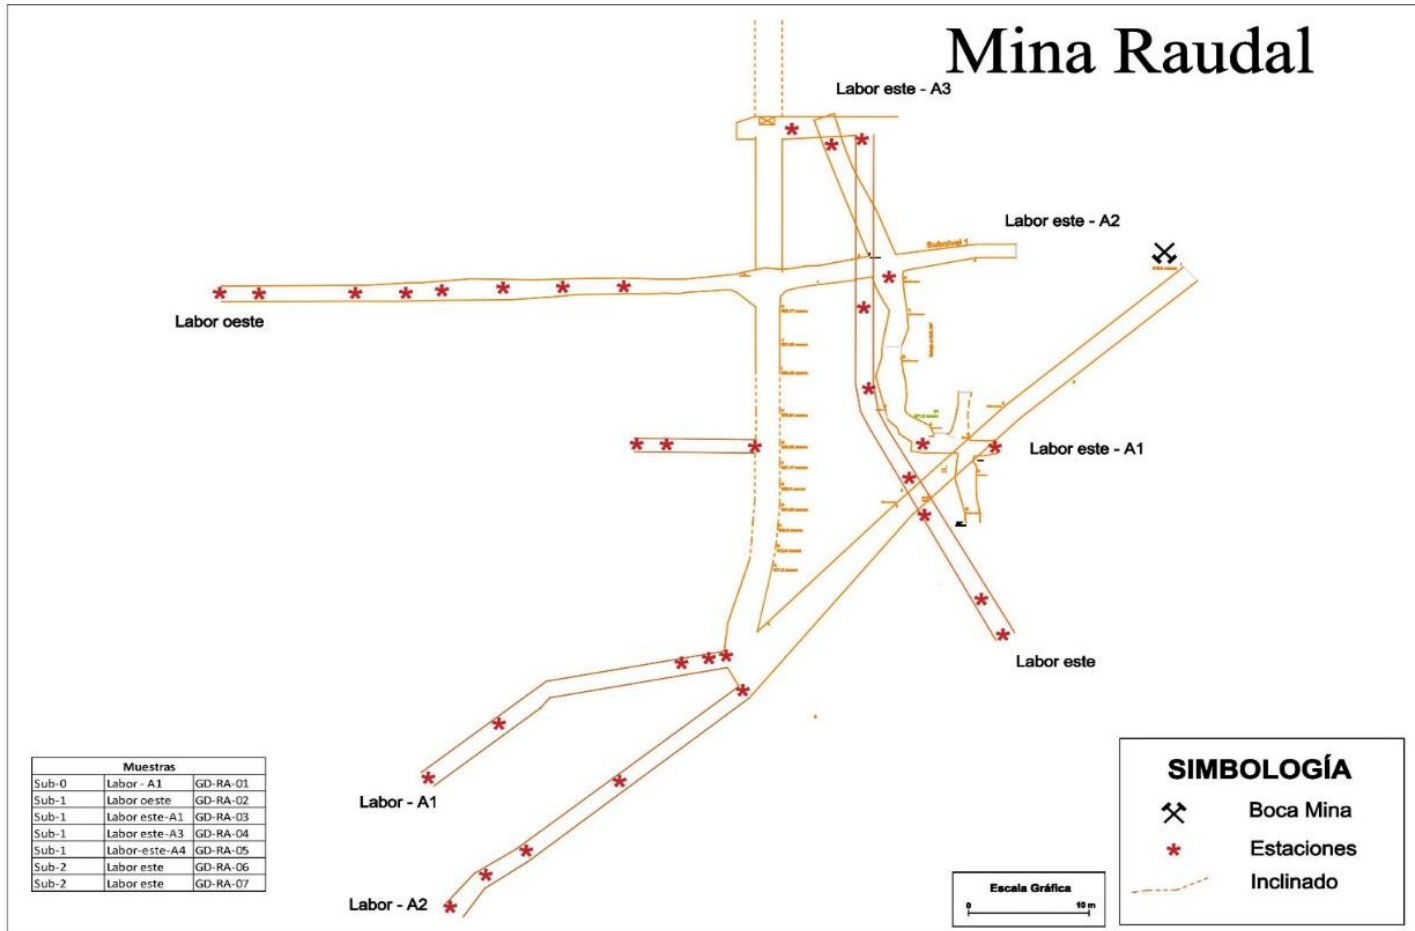 Mina Raudal
Labor este - A3
Labor este - A2
Subnivel 1
Labor oeste
Labor este - A1
Labor este
Labor - A1
Labor - A2
Muestras
Sub-0 Labor - A1 GD-RA-01
Sub-1 Labor oeste GD-RA-02
Sub-1 Labor este-A1 GD-RA-03
Sub-1 Labor este-A3 GD-RA-04
Sub-1 Labor-este-A4 GD-RA-05
Sub-2 Labor este GD-RA-06
Sub-2 Labor este GD-RA-07
Escala Gráfica
0 10 m
SIMBOLOGÍA
Boca Mina
Estaciones
Inclinado